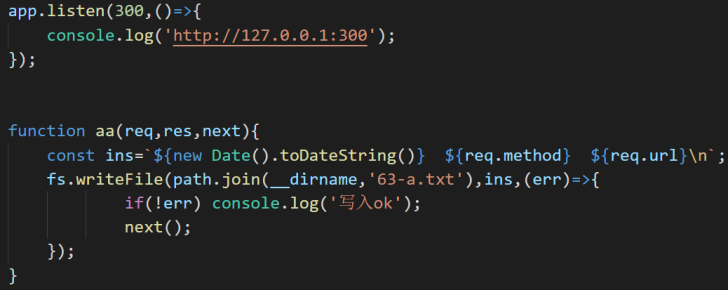 app.listen(300,()=>{
    console.log('http://127.0.0.1:300');
});
function aa(req,res,next){
    const ins=`${new Date().toDateString()}  ${req.method}  ${req.url}\n`;
    fs.writeFile(path.join(__dirname,'63-a.txt'),ins,(err)=>{
            if(!err) console.log('写入ok');
            next();
    });
}